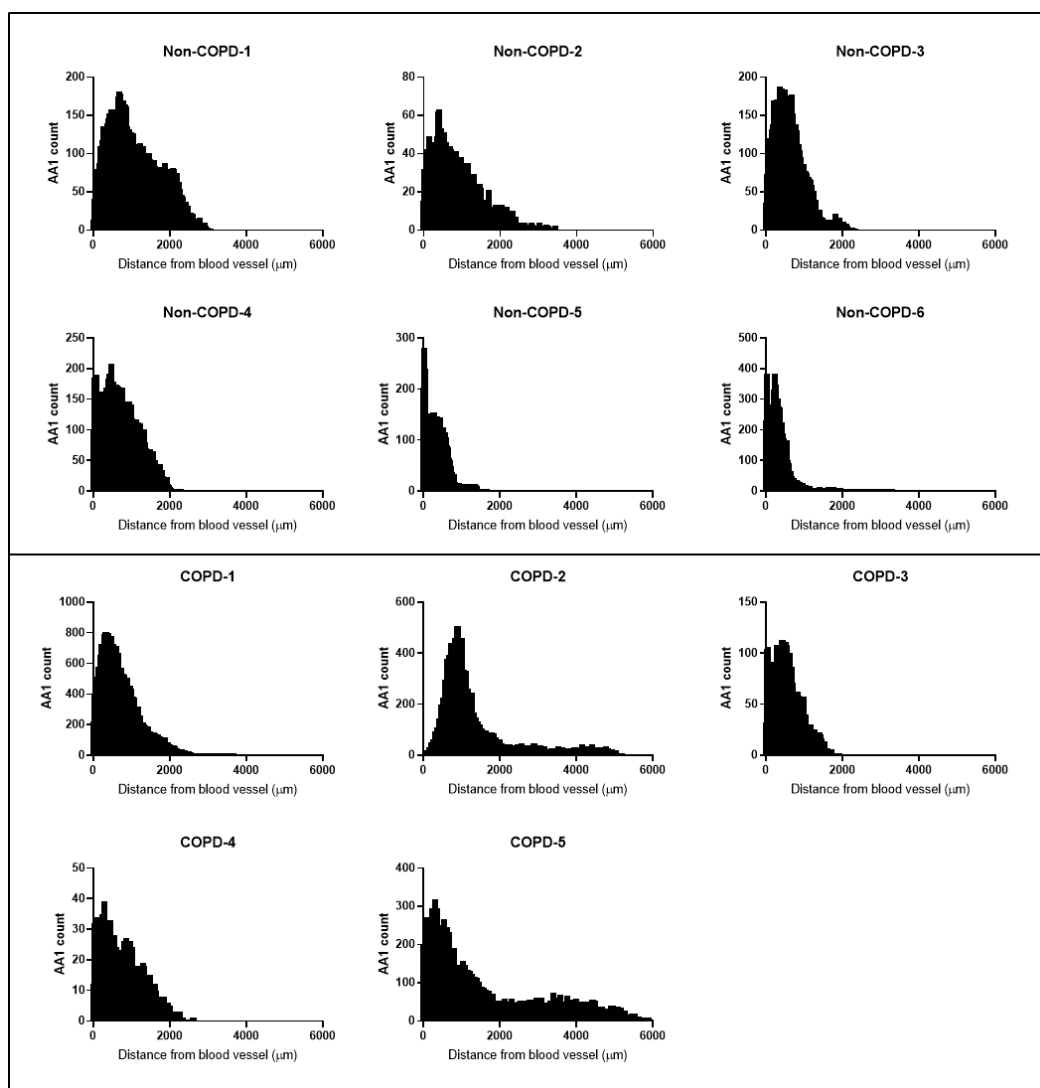 Non-COPD-1
Non-COPD-2
Non-COPD-3
200
150
100
50
0
AA1 count
0 2000 4000 6000
Distance from blood vessel (μm)
80
60
40
20
0
AA1 count
0 2000 4000 6000
Distance from blood vessel (μm)
200
150
100
50
0
AA1 count
0 2000 4000 6000
Distance from blood vessel (μm)
Non-COPD-4
Non-COPD-5
Non-COPD-6
250
200
150
100
50
0
AA1 count
0 2000 4000 6000
Distance from blood vessel (μm)
300
200
100
0
AA1 count
0 2000 4000 6000
Distance from blood vessel (μm)
500
400
300
200
100
0
AA1 count
0 2000 4000 6000
Distance from blood vessel (μm)
COPD-1
COPD-2
COPD-3
1000
800
600
400
200
0
AA1 count
0 2000 4000 6000
Distance from blood vessel (μm)
600
400
200
0
AA1 count
0 2000 4000 6000
Distance from blood vessel (μm)
150
100
50
0
AA1 count
0 2000 4000 6000
Distance from blood vessel (μm)
COPD-4
COPD-5
50
40
30
20
10
0
AA1 count
0 2000 4000 6000
Distance from blood vessel (μm)
400
300
200
100
0
AA1 count
0 2000 4000 6000
Distance from blood vessel (μm)